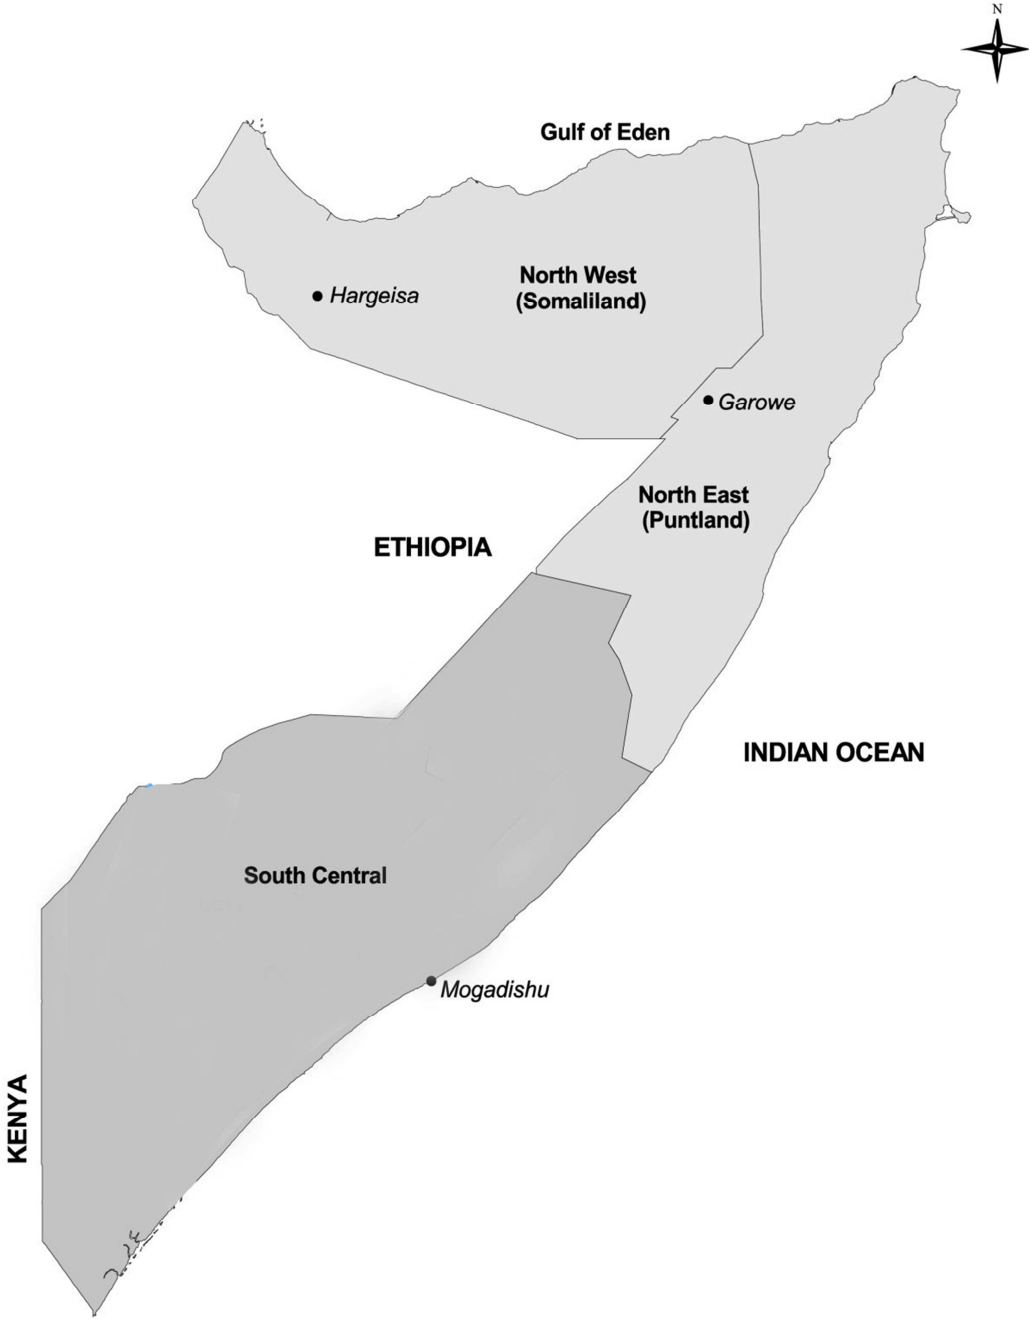 N
Gulf of Eden
North West
(Somaliland)
Hargeisa
Garowe
North East
(Puntland)
ETHIOPIA
INDIAN OCEAN
South Central
Mogadishu
KENYA